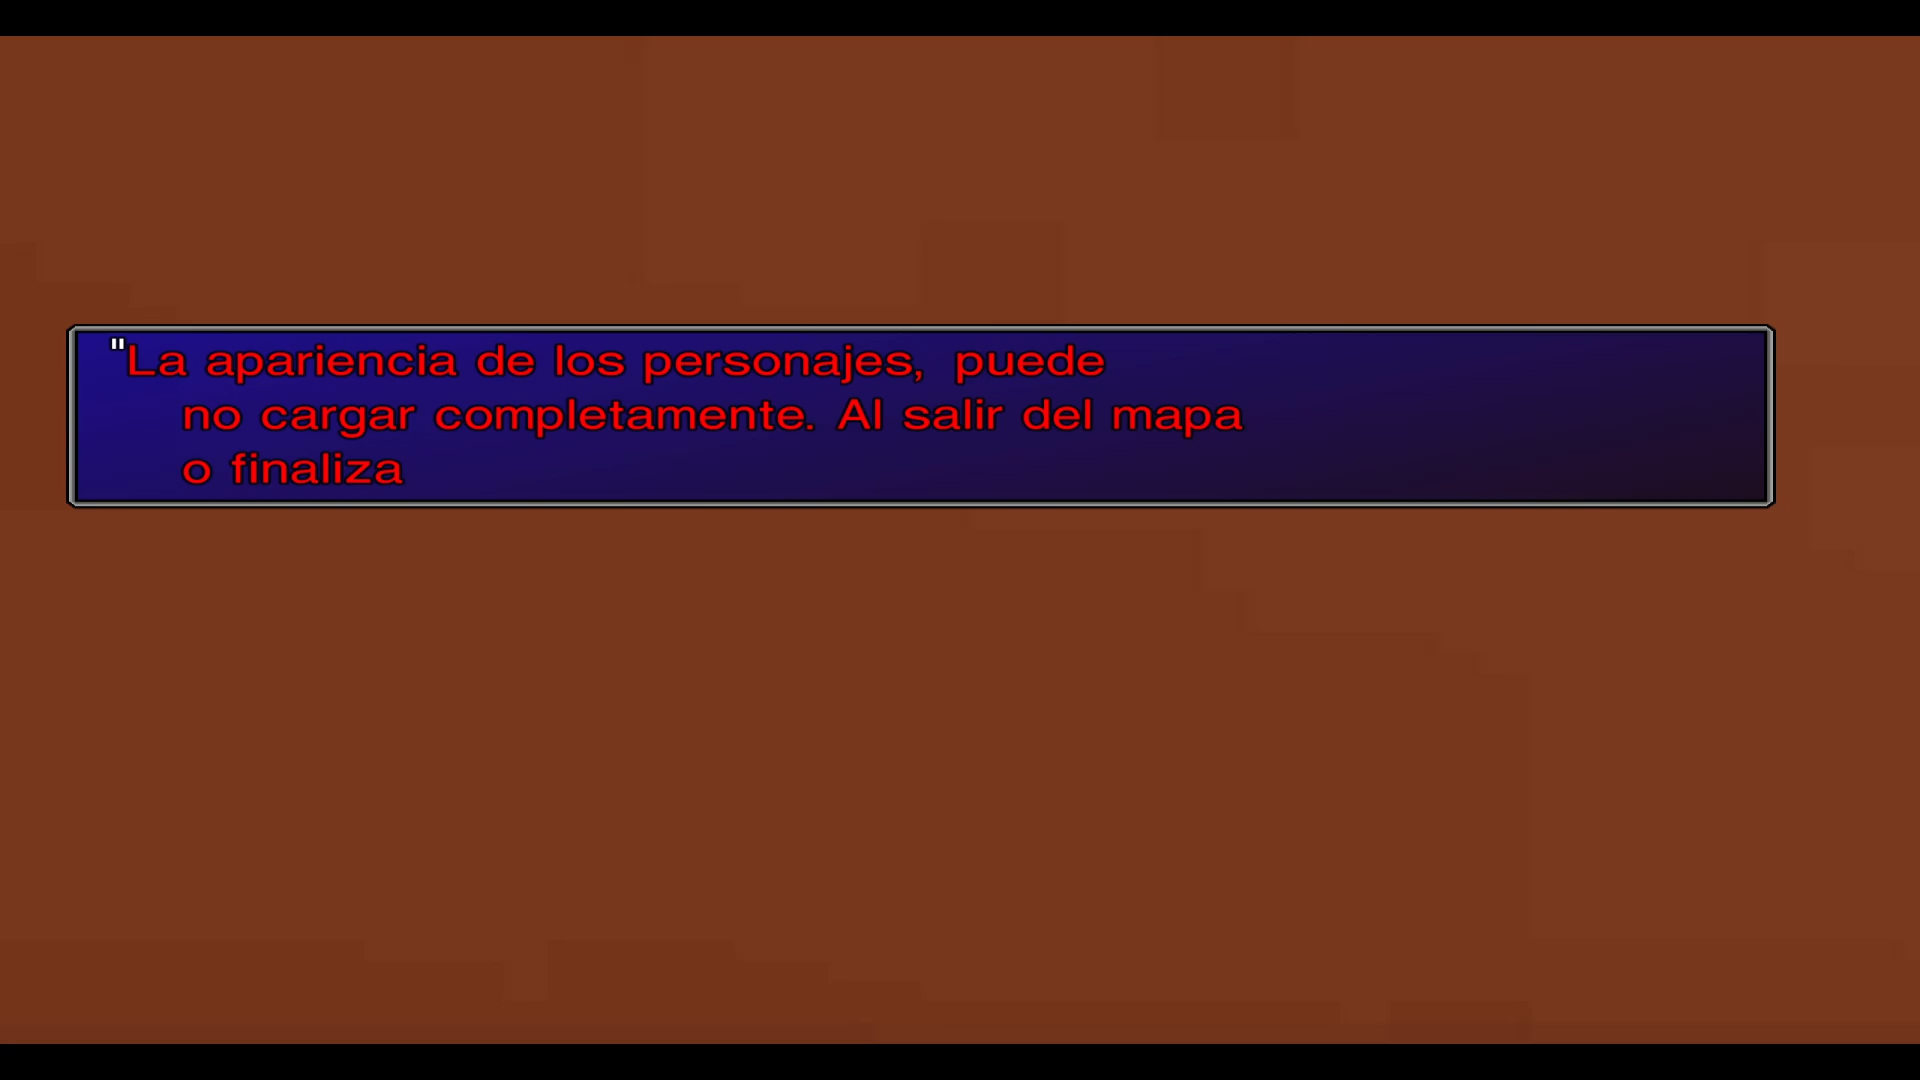 "La apariencia de los personajes, puede
no cargar completamente. Al salir del mapa
o finaliza